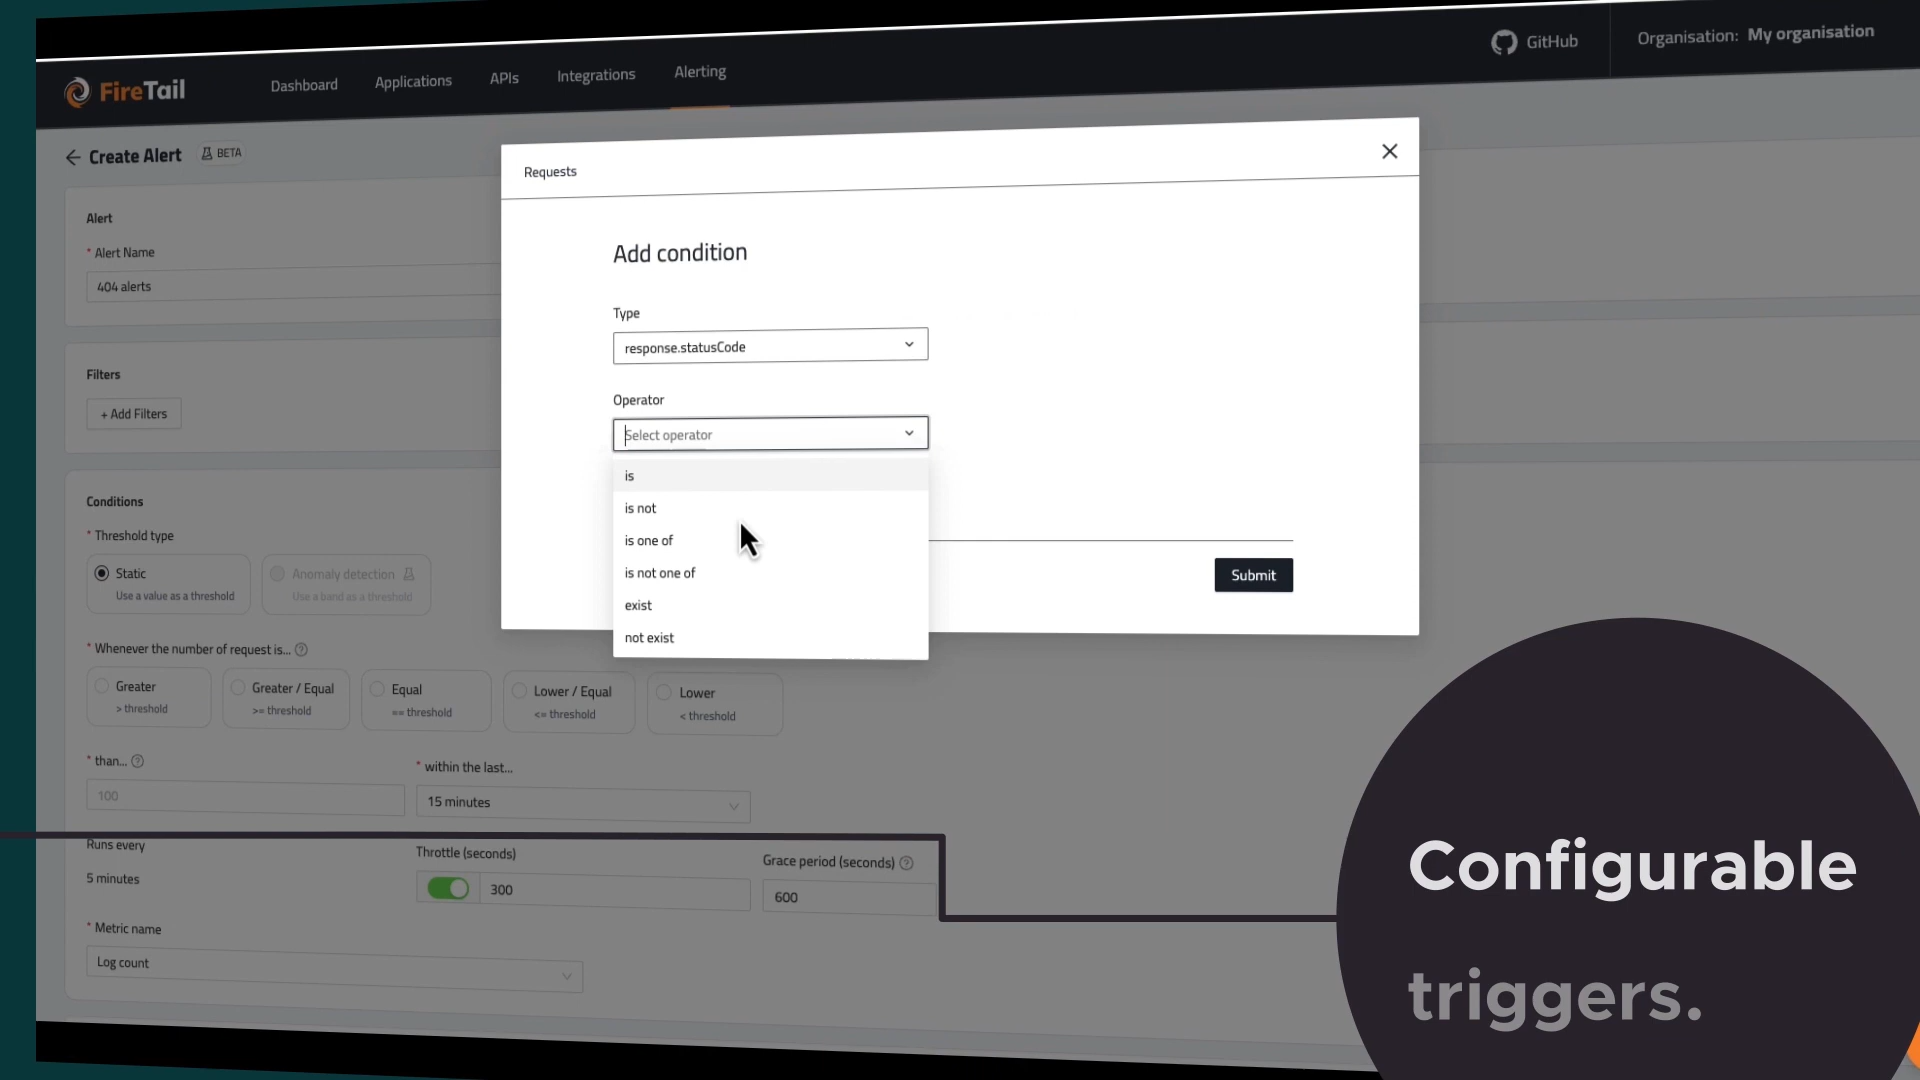 FireTail
Dashboard
Applications
APIs
Integrations
Alerting
GitHub
Organisation: My organisation
Create Alert
BETA
Alert
* Alert Name
404 alerts
Filters
+ Add Filters
Conditions
* Threshold type
Static
Use a value as a threshold
Anomaly detection
Use a band as a threshold
* Whenever the number of request is...
Greater
> threshold
Greater / Equal
>= threshold
Equal
== threshold
Lower / Equal
<= threshold
Lower
< threshold
* than...
100
* within the last...
15 minutes
Runs every
5 minutes
Throttle (seconds)
300
Grace period (seconds)
600
* Metric name
Log count
Requests
Add condition
Type
response.statusCode
Operator
Select operator
is
is not
is one of
is not one of
exist
not exist
Submit
Configurable
triggers.